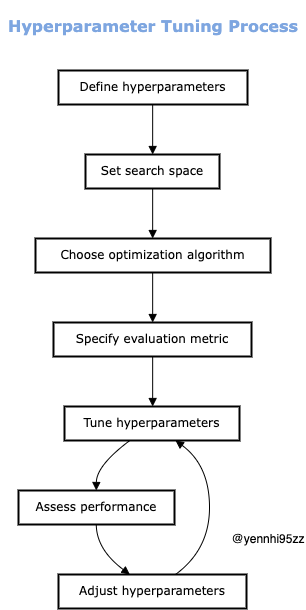 Hyperparameter Tuning Process
Define hyperparameters
Set search space
Choose optimization algorithm
Specify evaluation metric
Tune hyperparameters
Assess performance
@yennhi95zz
Adjust hyperparameters